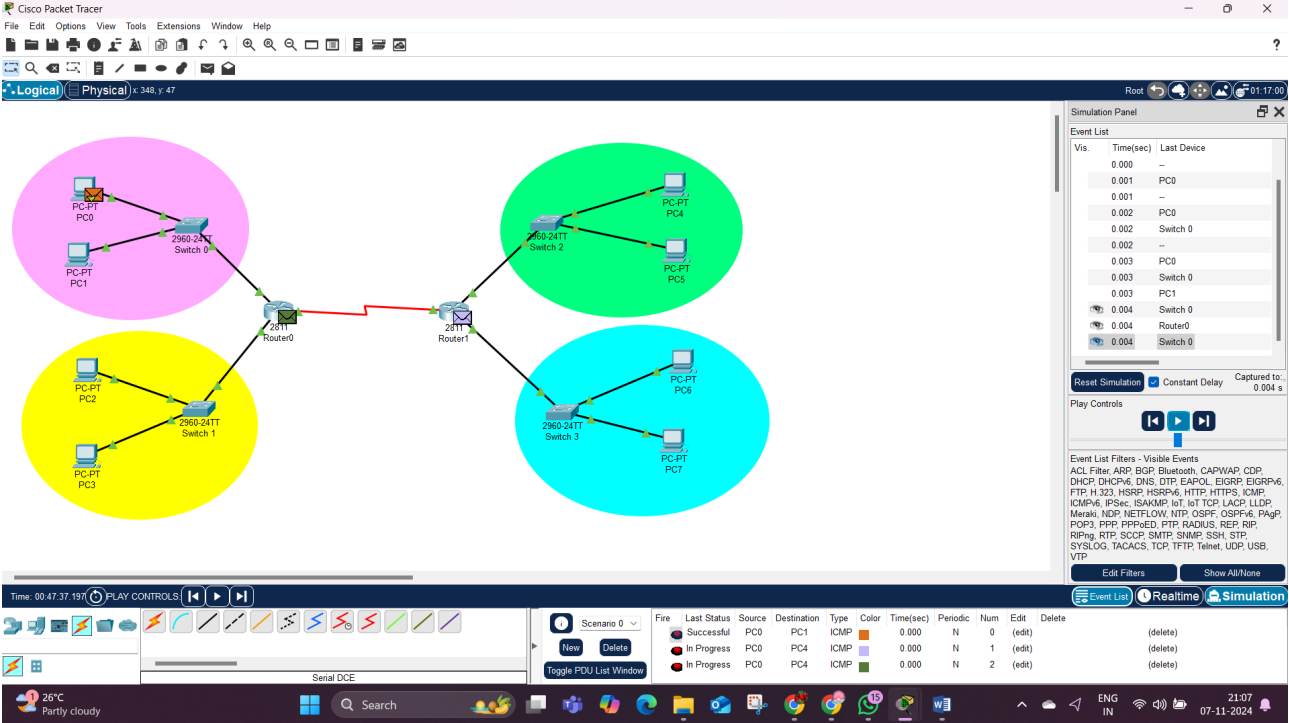 Cisco Packet Tracer
File Edit Options View Tools Extensions Window Help
?
Logical Physical x: 348, y: 47 Root 01:17:00
Simulation Panel
Event List
Vis. Time(sec) Last Device
0.000 --
0.001 PC0
0.001 --
0.002 PC0
0.002 Switch 0
0.002 --
0.003 PC0
0.003 Switch 0
0.003 PC1
0.004 Switch 0
0.004 Router0
0.004 Switch 0
Reset Simulation Constant Delay Captured to:
0.004 s
Play Controls
Event List Filters - Visible Events
ACL Filter, ARP, BGP, Bluetooth, CAPWAP, CDP,
DHCP, DHCPv6, DNS, DTP, EAPOL, EIGRP, EIGRPv6,
FTP, H.323, HSRP, HSRPv6, HTTP, HTTPS, ICMP,
ICMPv6, IPSec, ISAKMP, IoT, IoT TCP, LACP, LLDP,
Meraki, NDP, NETFLOW, NTP, OSPF, OSPFv6, PAgP,
POP3, PPP, PPPoED, PTP, RADIUS, REP, RIP,
RIPng, RTP, SCCP, SMTP, SNMP, SSH, STP,
SYSLOG, TACACS, TCP, TFTP, Telnet, UDP, USB,
VTP
Edit Filters Show All/None
PC-PT
PC0
PC-PT
PC1
2960-24TT
Switch 0
PC-PT
PC4
2960-24TT
Switch 2
PC-PT
PC5
2811
Router0
2811
Router1
PC-PT
PC2
2960-24TT
Switch 1
PC-PT
PC3
PC-PT
PC6
2960-24TT
Switch 3
PC-PT
PC7
Time: 00:47:37.197 PLAY CONTROLS: Event List Realtime Simulation
Scenario 0
New Delete
Toggle PDU List Window
Fire Last Status Source Destination Type Color Time(sec) Periodic Num Edit Delete
Successful PC0 PC1 ICMP 0.000 N 0 (edit) (delete)
In Progress PC0 PC4 ICMP 0.000 N 1 (edit) (delete)
In Progress PC0 PC4 ICMP 0.000 N 2 (edit) (delete)
Serial DCE
1
26°C
Partly cloudy
Search
15
ENG
IN
21:07
07-11-2024